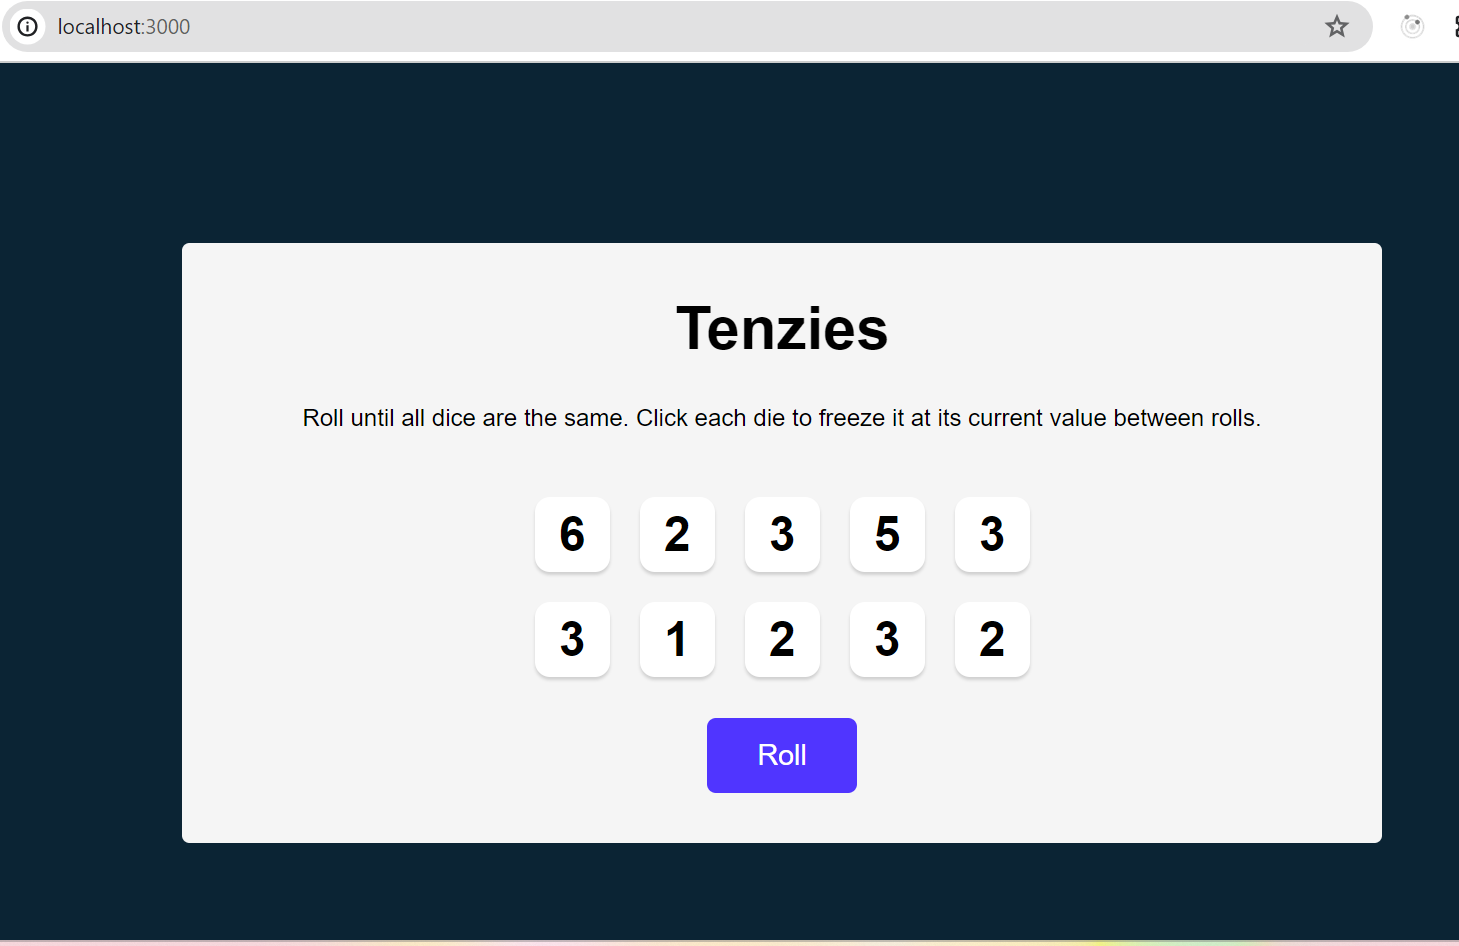 localhost:3000
Tenzies
Roll until all dice are the same. Click each die to freeze it at its current value between rolls.
6 2 3 5 3
3 1 2 3 2
Roll